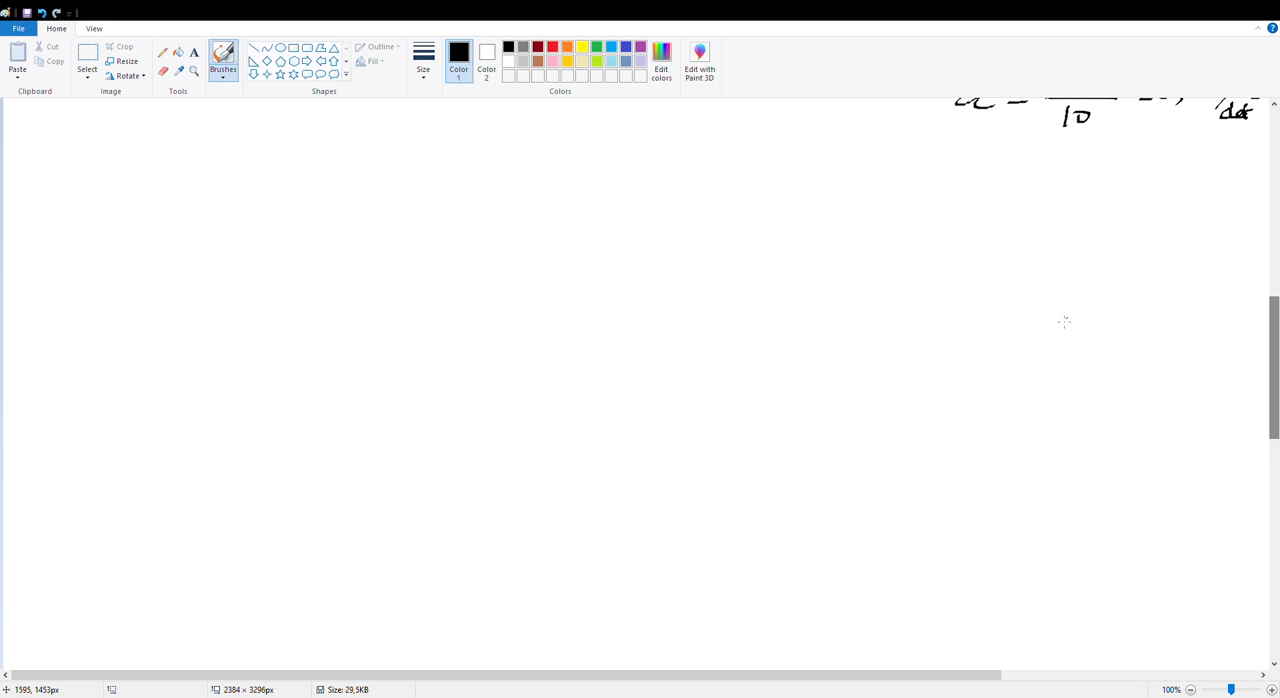 File Home View
Paste Cut Copy Clipboard
Select Crop Resize Rotate Image
A Tools
Brushes
Shapes Outline Fill
Size
Color 1 Color 2 Edit colors Colors
Edit with Paint 3D
10
1595, 1453px 2384 × 3296px Size: 29,5KB 100%